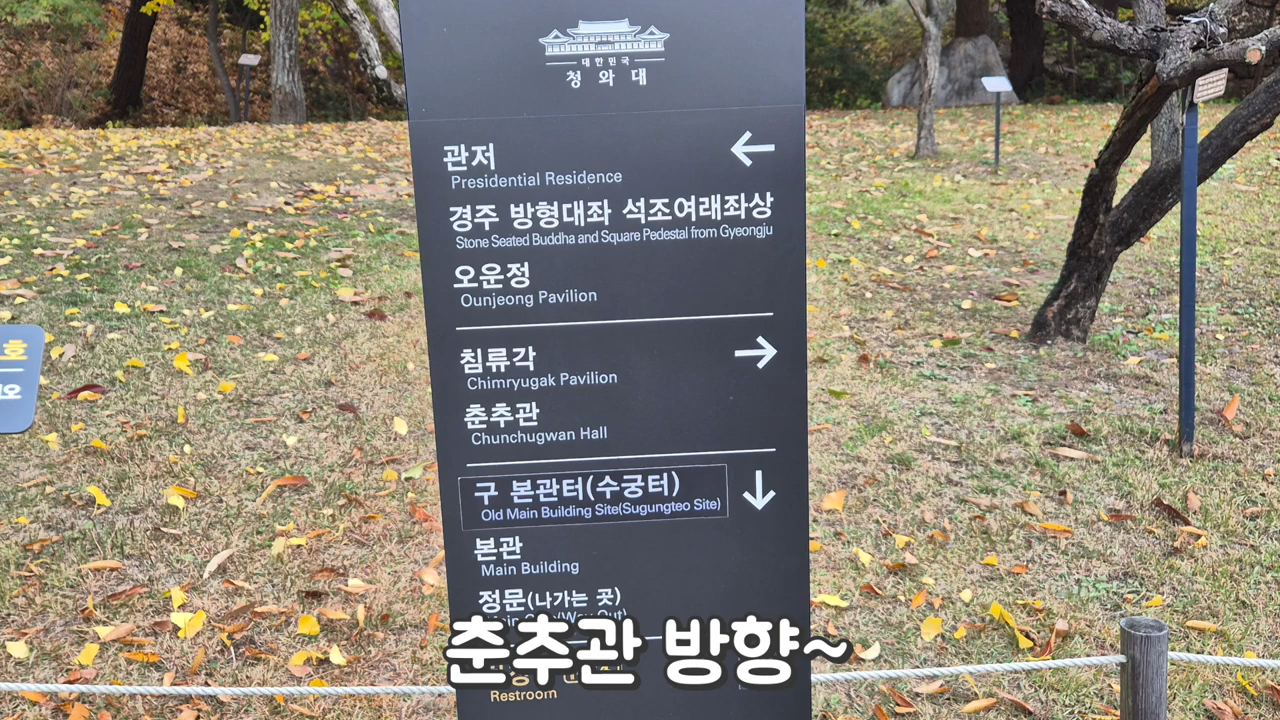 대한민국
청와대
관저
Presidential Residence
경주 방형대좌 석조여래좌상
Stone Seated Buddha and Square Pedestal from Gyeongju
오운정
Ounjeong Pavilion
침류각
Chimryugak Pavilion
춘추관
Chunchugwan Hall
구 본관터(수궁터)
Old Main Building Site(Sugungteo Site)
본관
Main Building
정문(나가는 곳)
춘추관 방향~
Restroom